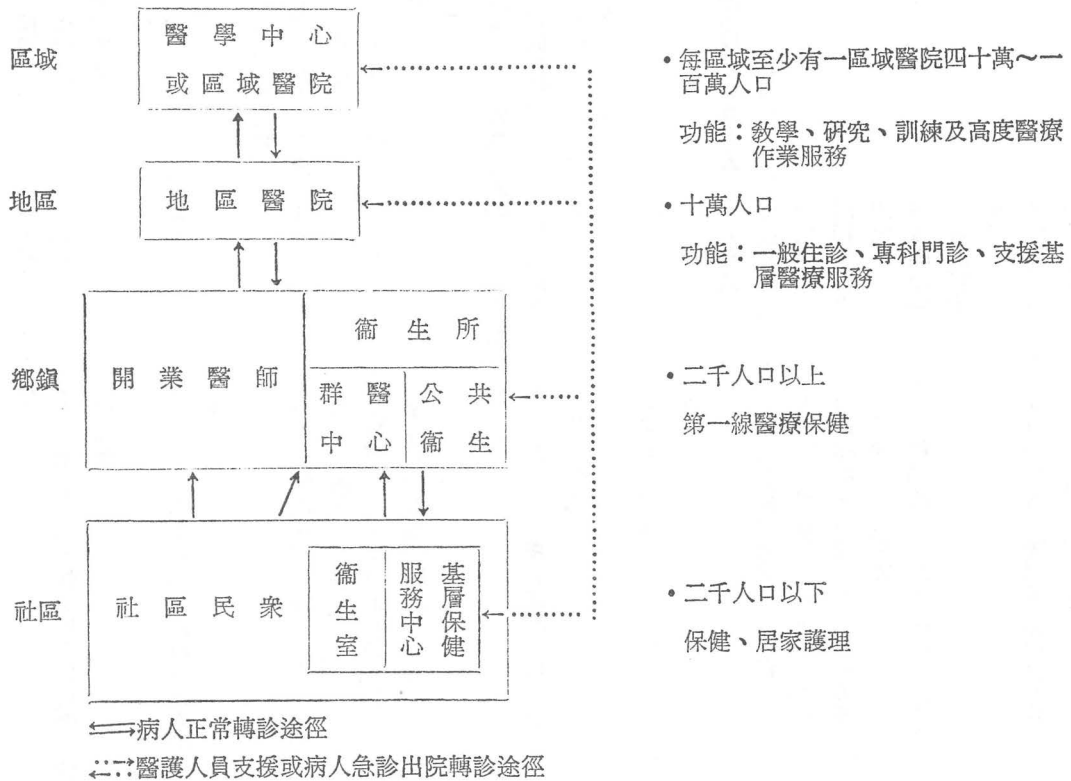 區域
醫學中心
或區域醫院
• 每區域至少有一區域醫院四十萬～一
百萬人口
功能：教學、研究、訓練及高度醫療
作業服務
地區
地區醫院
• 十萬人口
功能：一般住診、專科門診、支援基
層醫療服務
鄉鎮
開業醫師
衞生所
群醫
中心
公共
衞生
• 二千人口以上
第一線醫療保健
社區
社區民衆
衞生室
基層保健
服務中心
• 二千人口以下
保健、居家護理
病人正常轉診途徑
醫護人員支援或病人急診出院轉診途徑